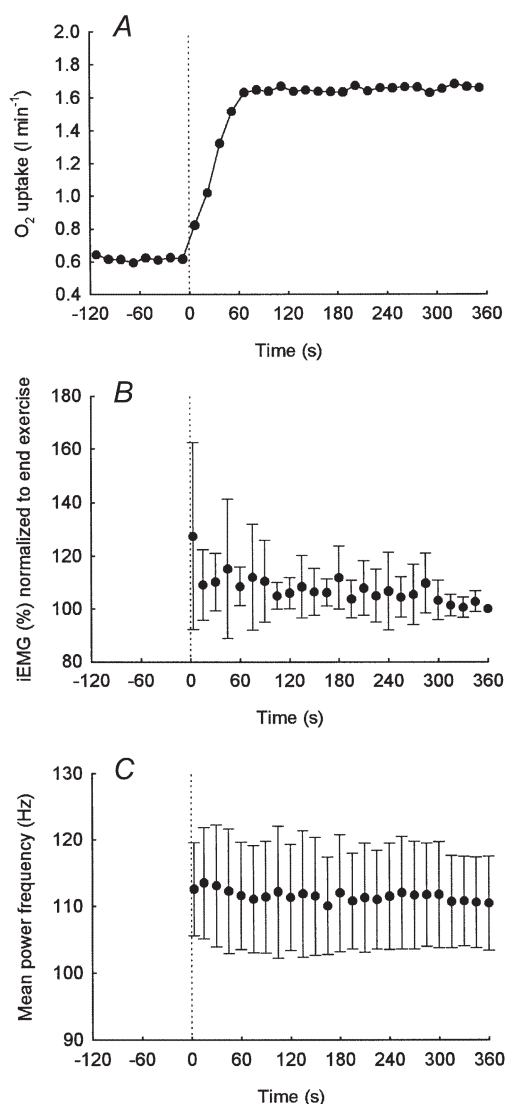 A
2.0
1.8
1.6
1.4
1.2
1.0
0.8
0.6
0.4
O2 uptake (l min-1)
-120 -60 0 60 120 180 240 300 360
Time (s)
B
180
160
140
120
100
80
iEMG (%) normalized to end exercise
-120 -60 0 60 120 180 240 300 360
Time (s)
C
130
120
110
100
90
Mean power frequency (Hz)
-120 -60 0 60 120 180 240 300 360
Time (s)